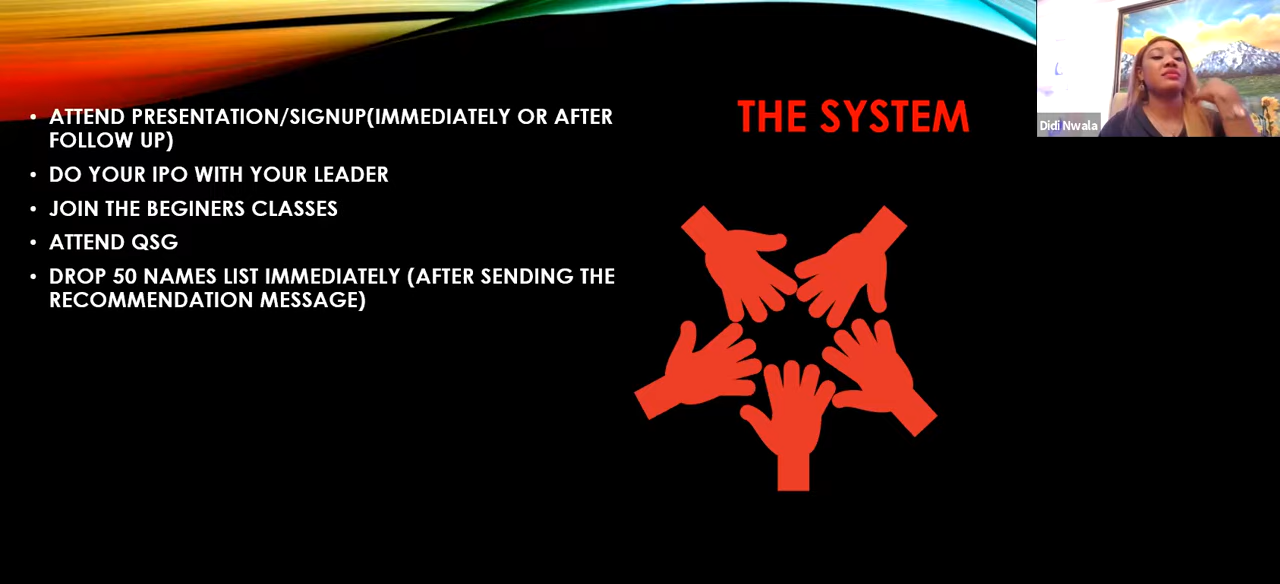 • ATTEND PRESENTATION/SIGNUP(IMMEDIATELY OR AFTER
FOLLOW UP)
• DO YOUR IPO WITH YOUR LEADER
• JOIN THE BEGINERS CLASSES
• ATTEND QSG
• DROP 50 NAMES LIST IMMEDIATELY (AFTER SENDING THE
RECOMMENDATION MESSAGE)
THE SYSTEM
Didi Nwala